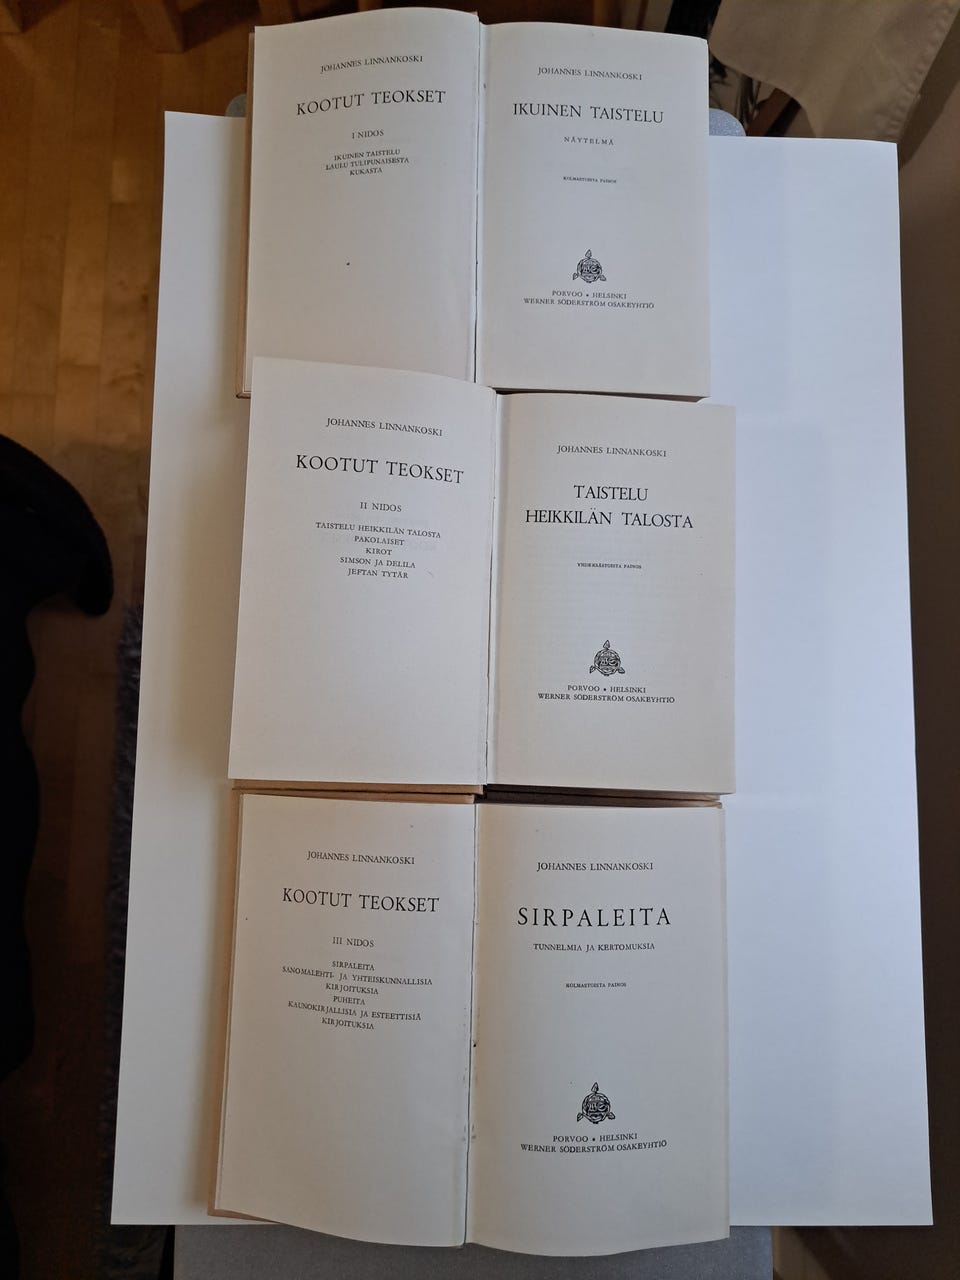 JOHANNES LINNANKOSKI
KOOTUT TEOKSET
I NIDOS
IKUINEN TAISTELU
LAULU TULIPUNAISESTA
KUKASTA
JOHANNES LINNANKOSKI
IKUINEN TAISTELU
NÄYTELMÄ
KOLMASTOISTA PAINOS
PORVOO • HELSINKI
WERNER SÖDERSTRÖM OSAKEYHTIÖ
JOHANNES LINNANKOSKI
KOOTUT TEOKSET
II NIDOS
TAISTELU HEIKKILÄN TALOSTA
PAKOLAISET
KIROT
SIMSON JA DELILA
JEFTAN TYTÄR
JOHANNES LINNANKOSKI
TAISTELU
HEIKKILÄN TALOSTA
YHDESTOISTA PAINOS
PORVOO • HELSINKI
WERNER SÖDERSTRÖM OSAKEYHTIÖ
JOHANNES LINNANKOSKI
KOOTUT TEOKSET
III NIDOS
SIRPALEITA
SANOMALEHTI- JA YHTEISKUNNALLISIA
KIRJOITUKSIA
PUHEITA
KAUNOKIRJALLISIA JA ESTEETTISIÄ
KIRJOITUKSIA
JOHANNES LINNANKOSKI
SIRPALEITA
TUNNELMIA JA KERTOMUKSIA
KOLMASTOISTA PAINOS
PORVOO • HELSINKI
WERNER SÖDERSTRÖM OSAKEYHTIÖ